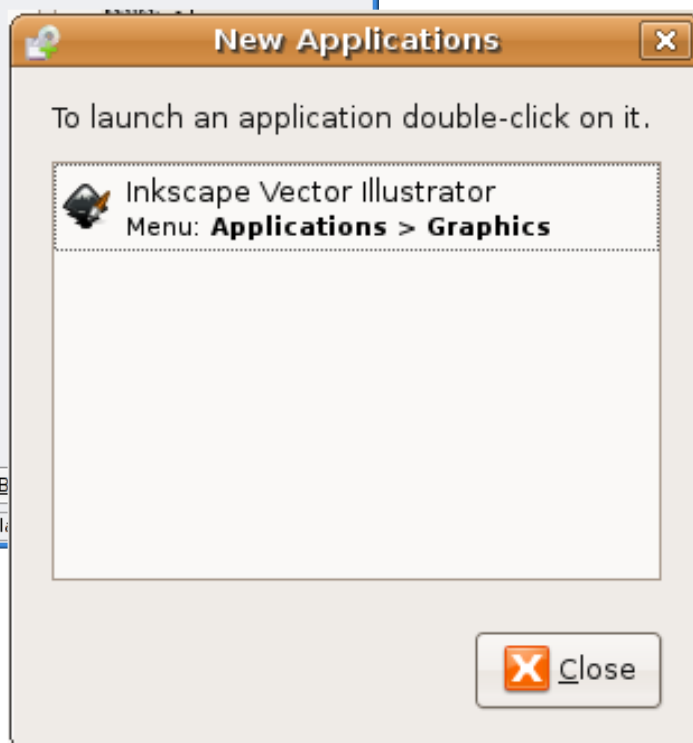 New Applications
To launch an application double-click on it.
Inkscape Vector Illustrator
Menu: Applications > Graphics
Close